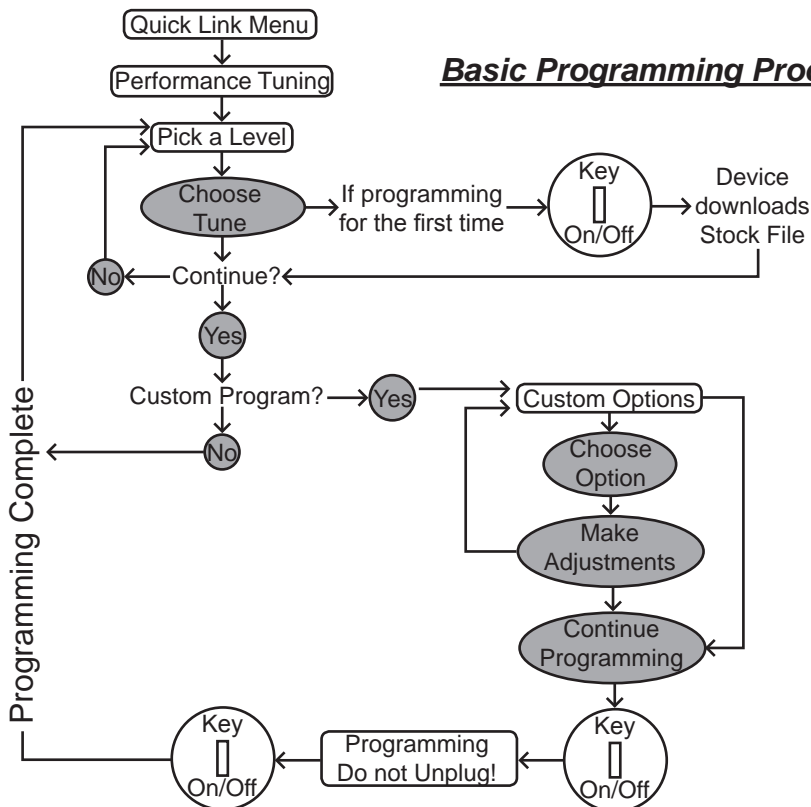 Quick Link Menu
Performance Tuning
Basic Programming
Pick a Level
Choose
Tune
If programming
for the first time
Key
On/Off
Device
downloads
Stock File
No
Continue?
Yes
Custom Program?
Yes
Custom Options
No
Choose
Option
Make
Adjustments
Continue
Programming
Key
On/Off
Programming
Do not Unplug!
Key
On/Off
Programming Complete